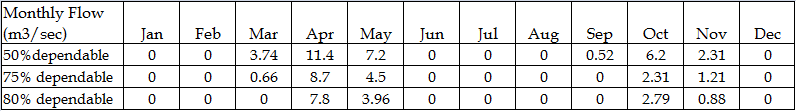 Monthly Flow
(m3/sec) Jan Feb Mar Apr May Jun Jul Aug Sep Oct Nov Dec
50%dependable 0 0 3.74 11.4 7.2 0 0 0 0.52 6.2 2.31 0
75% dependable 0 0 0.66 8.7 4.5 0 0 0 0 2.31 1.21 0
80% dependable 0 0 0 7.8 3.96 0 0 0 0 2.79 0.88 0